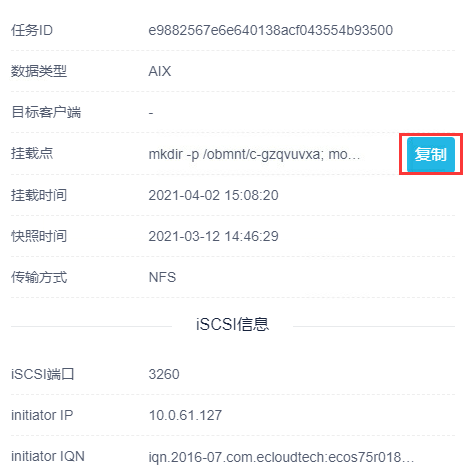 任务ID e9882567e6e640138acf043554b93500
数据类型 AIX
目标客户端 -
挂载点 mkdir -p /obmnt/c-gzqvuvxa; mo… 复制
挂载时间 2021-04-02 15:08:20
快照时间 2021-03-12 14:46:29
传输方式 NFS
iSCSI信息
iSCSI端口 3260
initiator IP 10.0.61.127
initiator IQN iqn.2016-07.com.ecloudtech:ecos75r018…